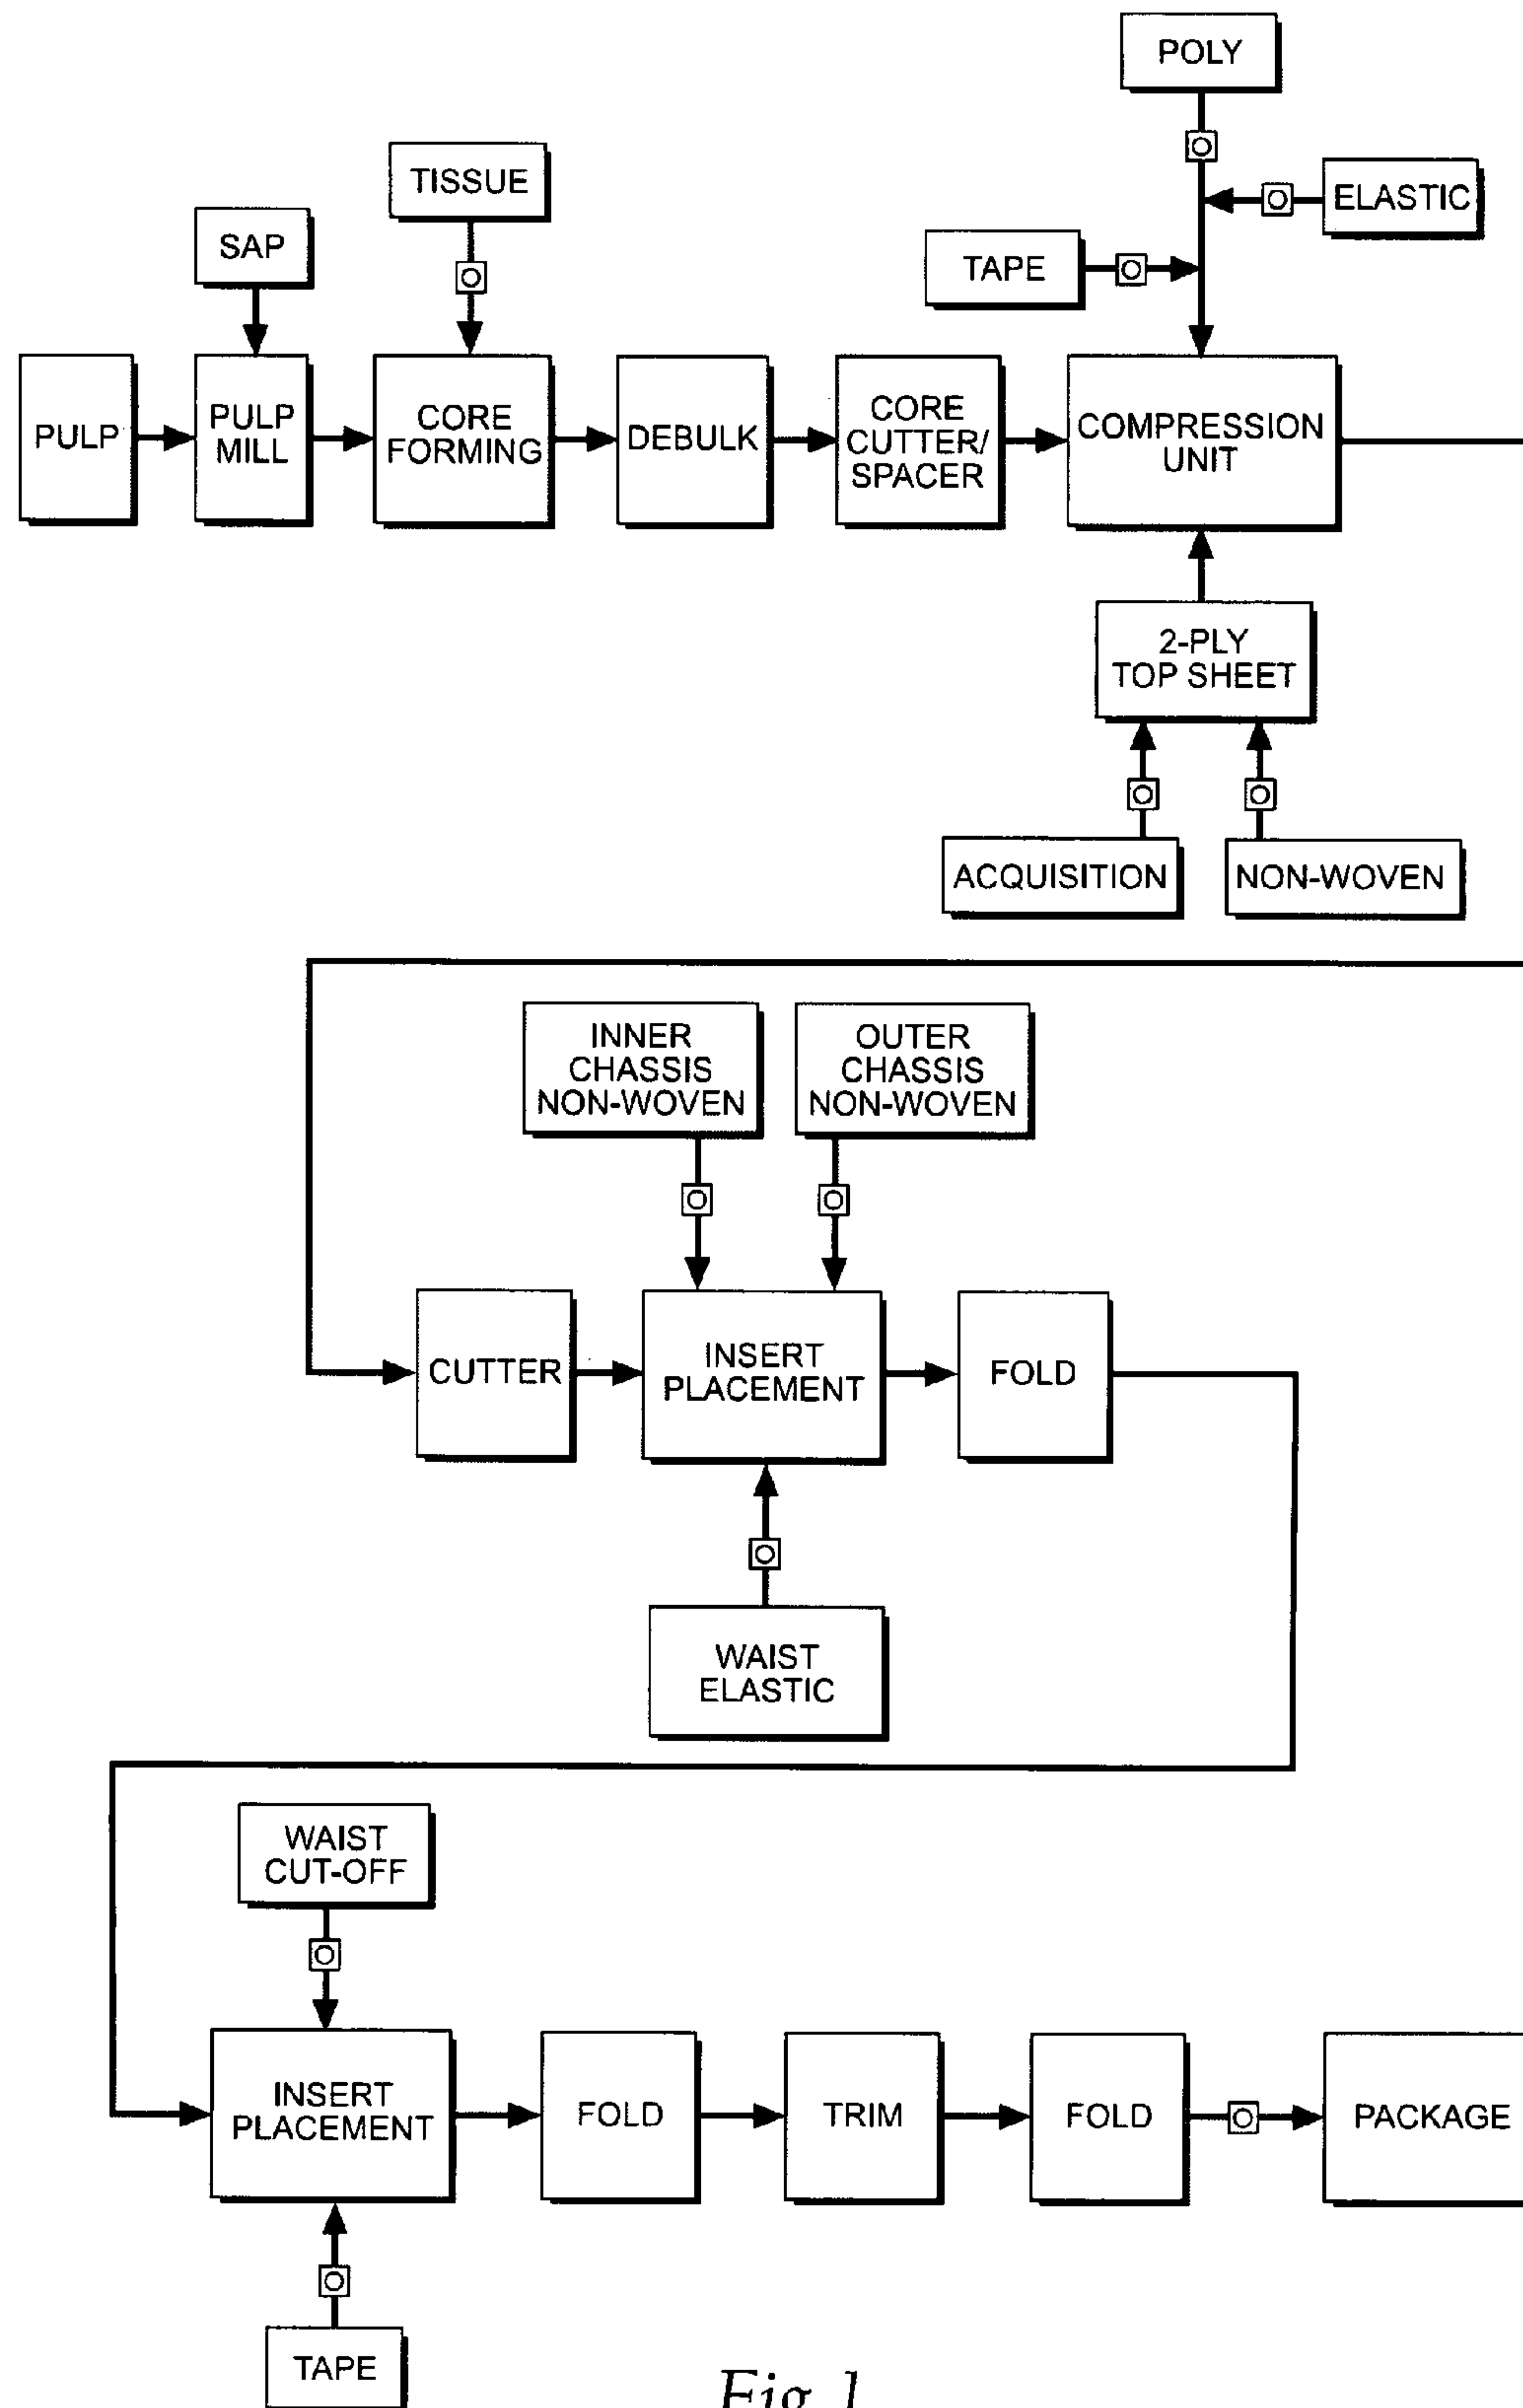 POLY
TISSUE
ELASTIC
SAP
TAPE
PULP
PULP
MILL
CORE
FORMING
DEBULK
CORE
CUTTER/
SPACER
COMPRESSION
UNIT
2-PLY
TOP SHEET
ACQUISITION
NON-WOVEN
INNER
CHASSIS
NON-WOVEN
OUTER
CHASSIS
NON-WOVEN
CUTTER
INSERT
PLACEMENT
FOLD
WAIST
ELASTIC
WAIST
CUT-OFF
INSERT
PLACEMENT
FOLD
TRIM
FOLD
PACKAGE
TAPE
Fig. 1